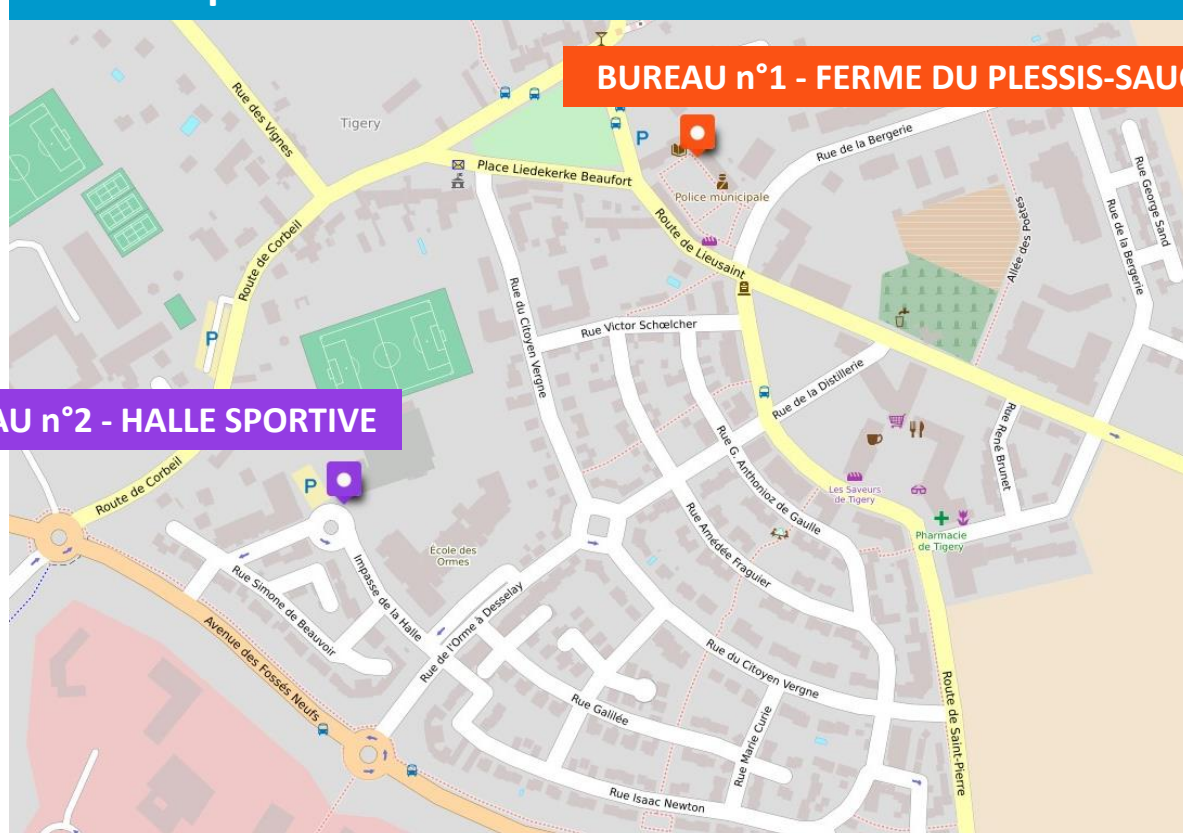 BUREAU n°1 - FERME DU PLESSIS-SAU
Rue des Vignes
Tigery
P
Place Liedekerke Beaufort
Police municipale
Rue de la Bergerie
Rue George Sand
Rue de la Bergerie
Allée des Poètes
Route de Lieusaint
Route de Corbeil
P
Rue du Citoyen Vergne
Rue Victor Schœlcher
Rue de la Distillerie
AU n°2 - HALLE SPORTIVE
Rue René Brunet
Rue G. Anthonioz de Gaulle
Route de Corbeil
P
Les Saveurs
de Tigery
Pharmacie
de Tigery
Rue Amédée Fraguier
École des
Ormes
Impasse de la Halle
Rue Simone de Beauvoir
Rue de l'Orme à Desselay
Avenue des Fossés Neufs
Rue du Citoyen Vergne
Rue Galilée
Rue Marie Curie
Route de Saint-Pierre
Rue Isaac Newton